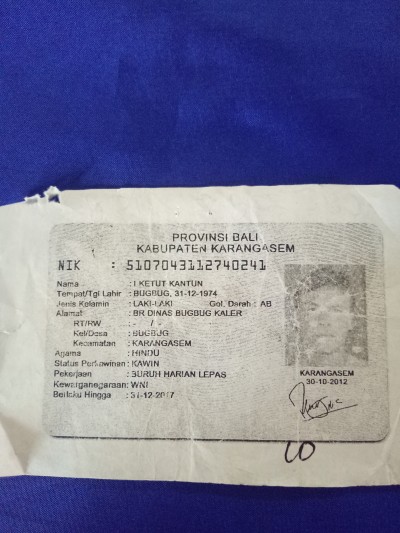 PROVINSI BALI
KABUPATEN KARANGASEM
NIK : 5107043112740241
Nama : I KETUT KANTUN
Tempat/Tgl Lahir : BUGBUG, 31-12-1974
Jenis Kelamin : LAKI-LAKI Gol. Darah : AB
Alamat : BR DINAS BUGBUG KALER
RT/RW : - / -
Kel/Desa : BUGBUG
Kecamatan : KARANGASEM
Agama : HINDU
Status Perkawinan : KAWIN
Pekerjaan : BURUH HARIAN LEPAS
Kewarganegaraan : WNI
Berlaku Hingga : 31-12-2017
KARANGASEM
30-10-2012